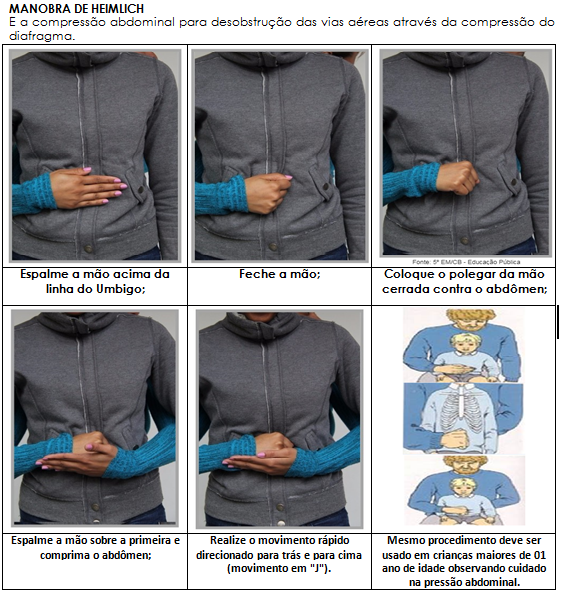 MANOBRA DE HEIMLICH
E a compressão abdominal para desobstrução das vias aéreas através da compressão do
diafragma.
Fonte: 5º EM/CB - Educação Pública
Espalme a mão acima da
linha do Umbigo;
Feche a mão;
Coloque o polegar da mão
cerrada contra o abdômen;
Espalme a mão sobre a primeira e
comprima o abdômen;
Realize o movimento rápido
direcionado para trás e para cima
(movimento em "J").
Mesmo procedimento deve ser
usado em crianças maiores de 01
ano de idade observando cuidado
na pressão abdominal.